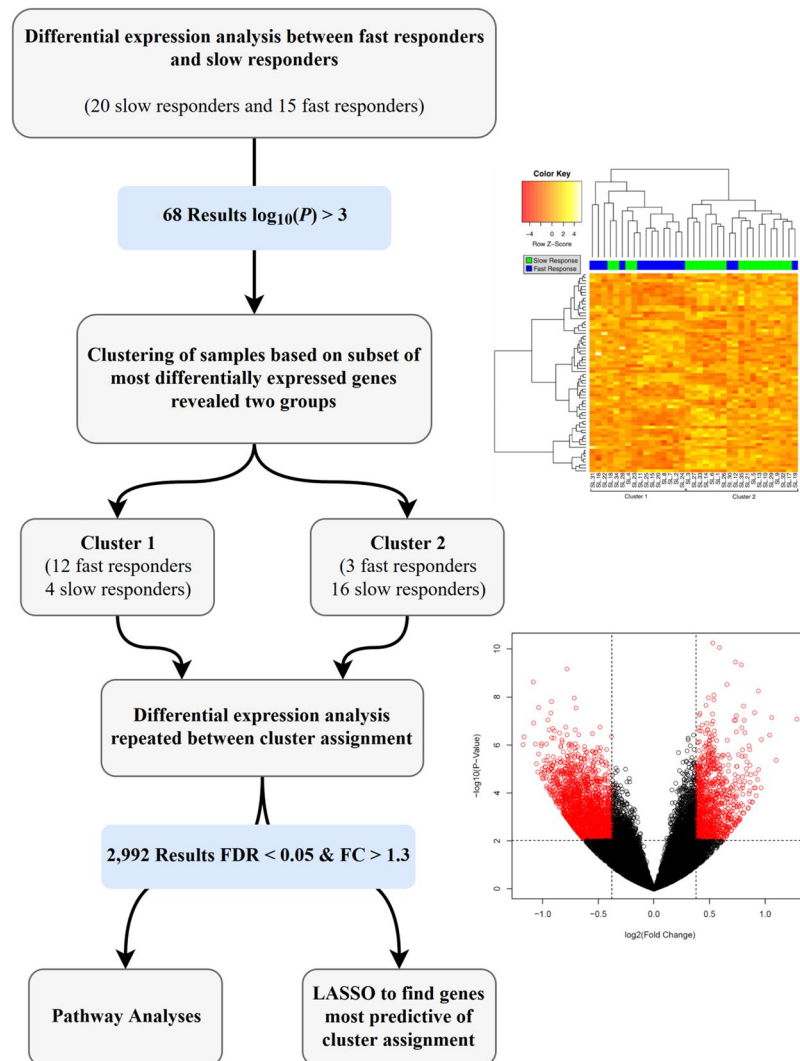 Differential expression analysis between fast responders
and slow responders
(20 slow responders and 15 fast responders)
68 Results log10(P) > 3
Clustering of samples based on subset of
most differentially expressed genes
revealed two groups
Cluster 1
(12 fast responders
4 slow responders)
Cluster 2
(3 fast responders
16 slow responders)
Differential expression analysis
repeated between cluster assignment
2,992 Results FDR < 0.05 & FC > 1.3
Pathway Analyses
LASSO to find genes
most predictive of
cluster assignment
Color Key
-4 0 2 4
Row Z-Score
Slow Response
Fast Response
Cluster 1
Cluster 2
-log10(P-Value)
10
8
6
4
2
0
-1.0 -0.5 0.0 0.5 1.0
log2(Fold Change)